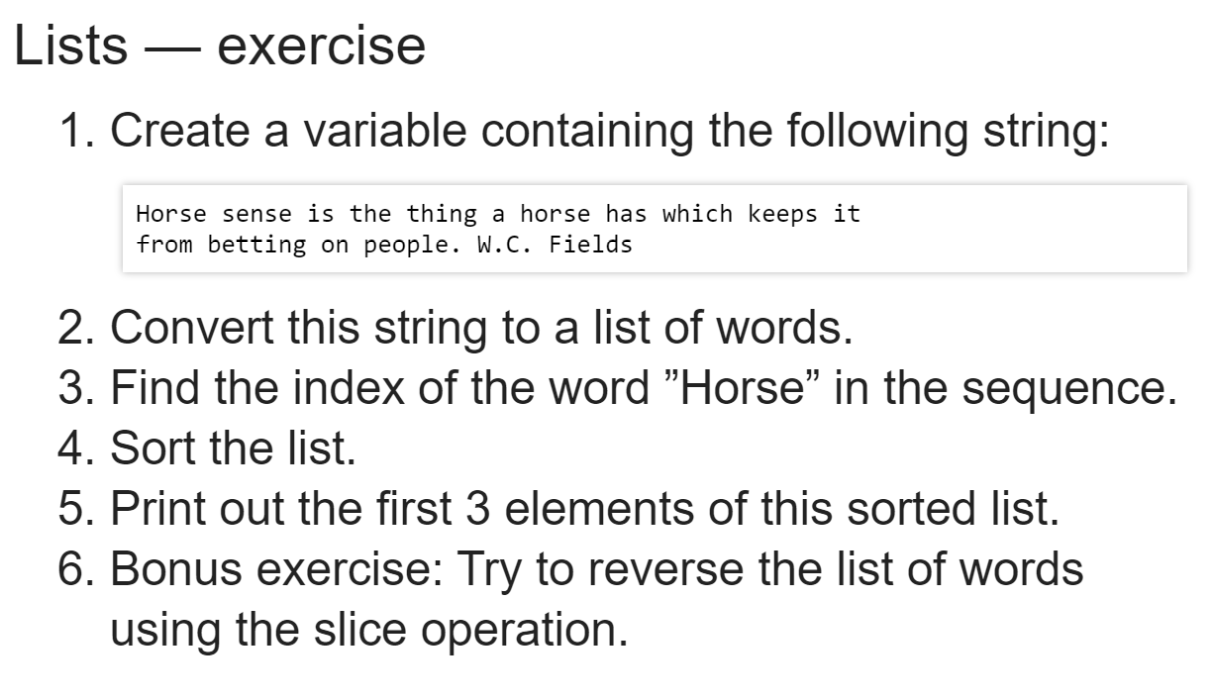 Lists — exercise
1. Create a variable containing the following string:
Horse sense is the thing a horse has which keeps it
from betting on people. W.C. Fields
2. Convert this string to a list of words.
3. Find the index of the word ”Horse” in the sequence.
4. Sort the list.
5. Print out the first 3 elements of this sorted list.
6. Bonus exercise: Try to reverse the list of words
using the slice operation.